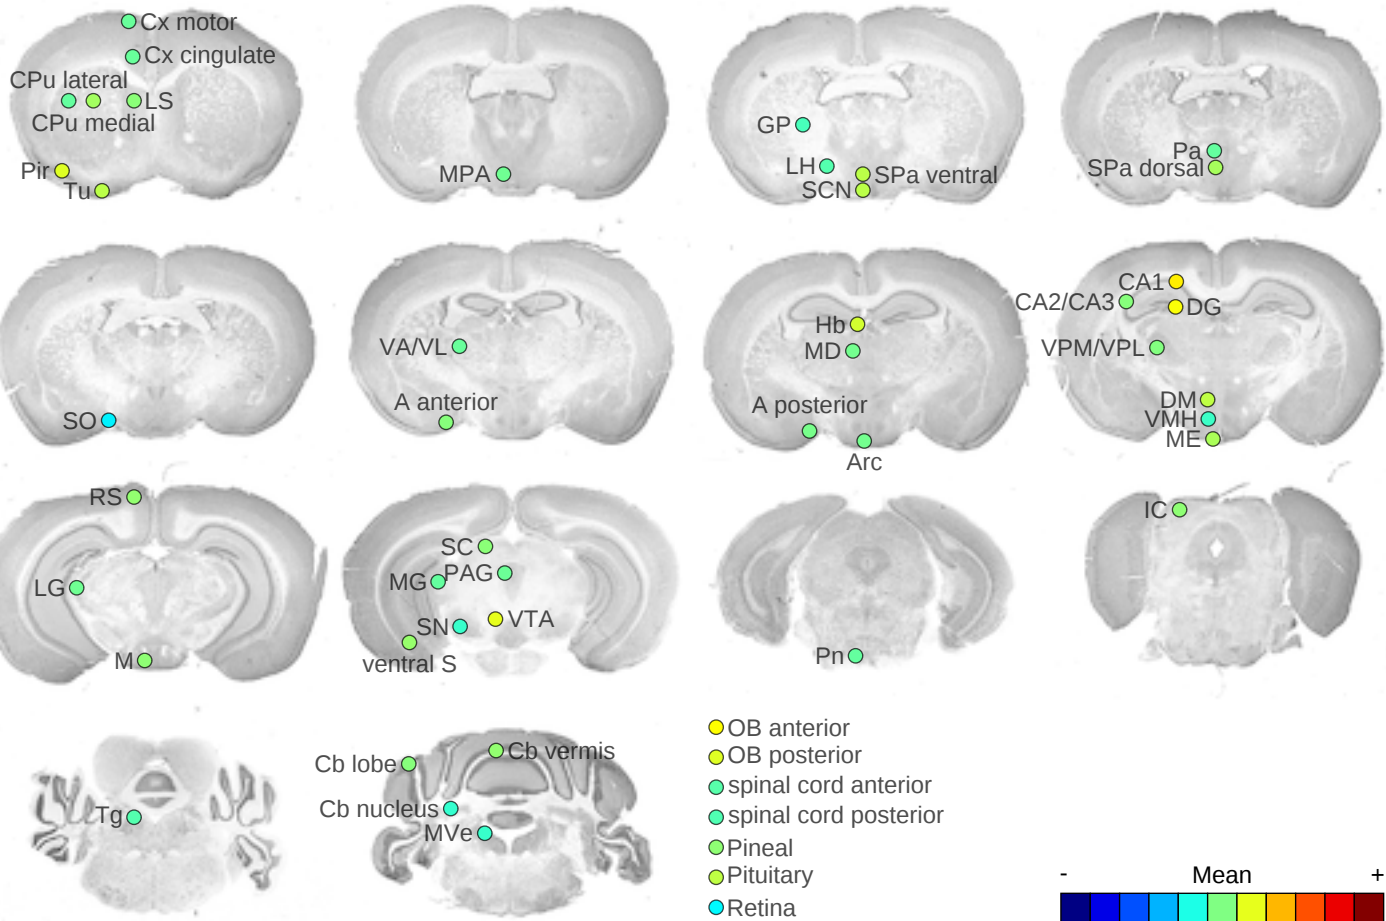 Cx motor
Cx cingulate
CPu lateral
LS
CPu medial
Pir
Tu
MPA
GP
LH
SPa ventral
SCN
Pa
SPa dorsal
SO
VA/VL
A anterior
Hb
MD
A posterior
Arc
CA1
CA2/CA3
DG
VPM/VPL
DM
VMH
ME
RS
LG
M
SC
MG
PAG
SN
VTA
ventral S
Pn
IC
Tg
Cb lobe
Cb vermis
Cb nucleus
MVe
OB anterior
OB posterior
spinal cord anterior
spinal cord posterior
Pineal
Pituitary
Retina
- Mean +